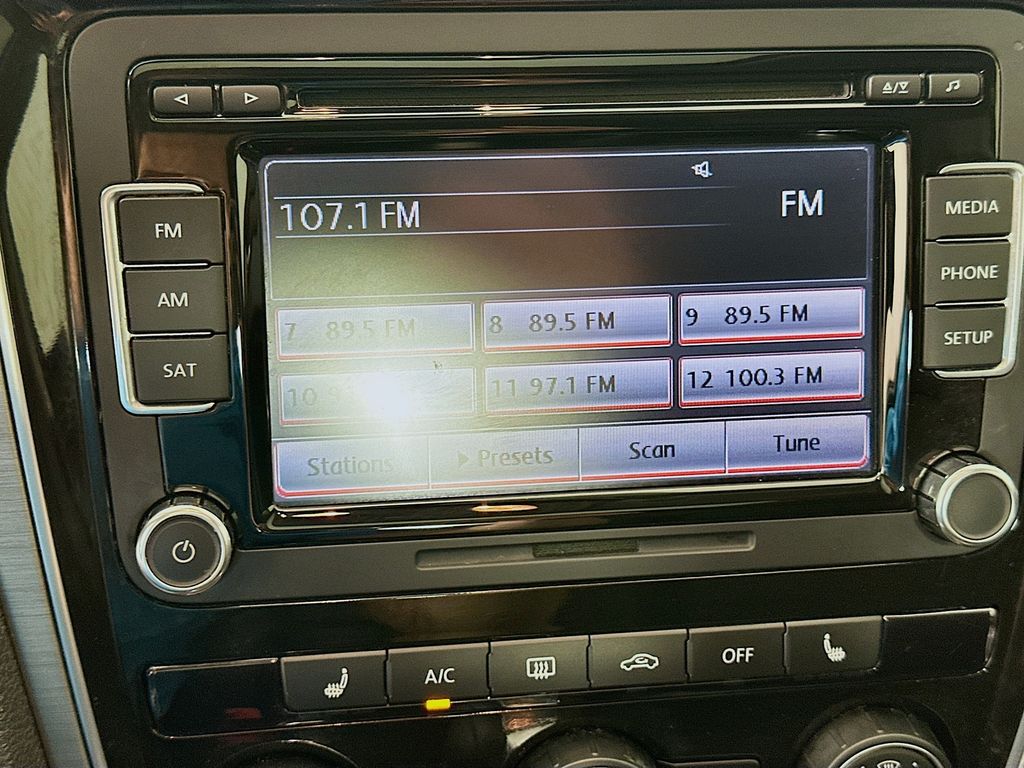 FM
AM
SAT
107.1 FM
FM
7 89.5 FM
8 89.5 FM
9 89.5 FM
10
11 97.1 FM
12 100.3 FM
Stations
Presets
Scan
Tune
MEDIA
PHONE
SETUP
A/C
OFF